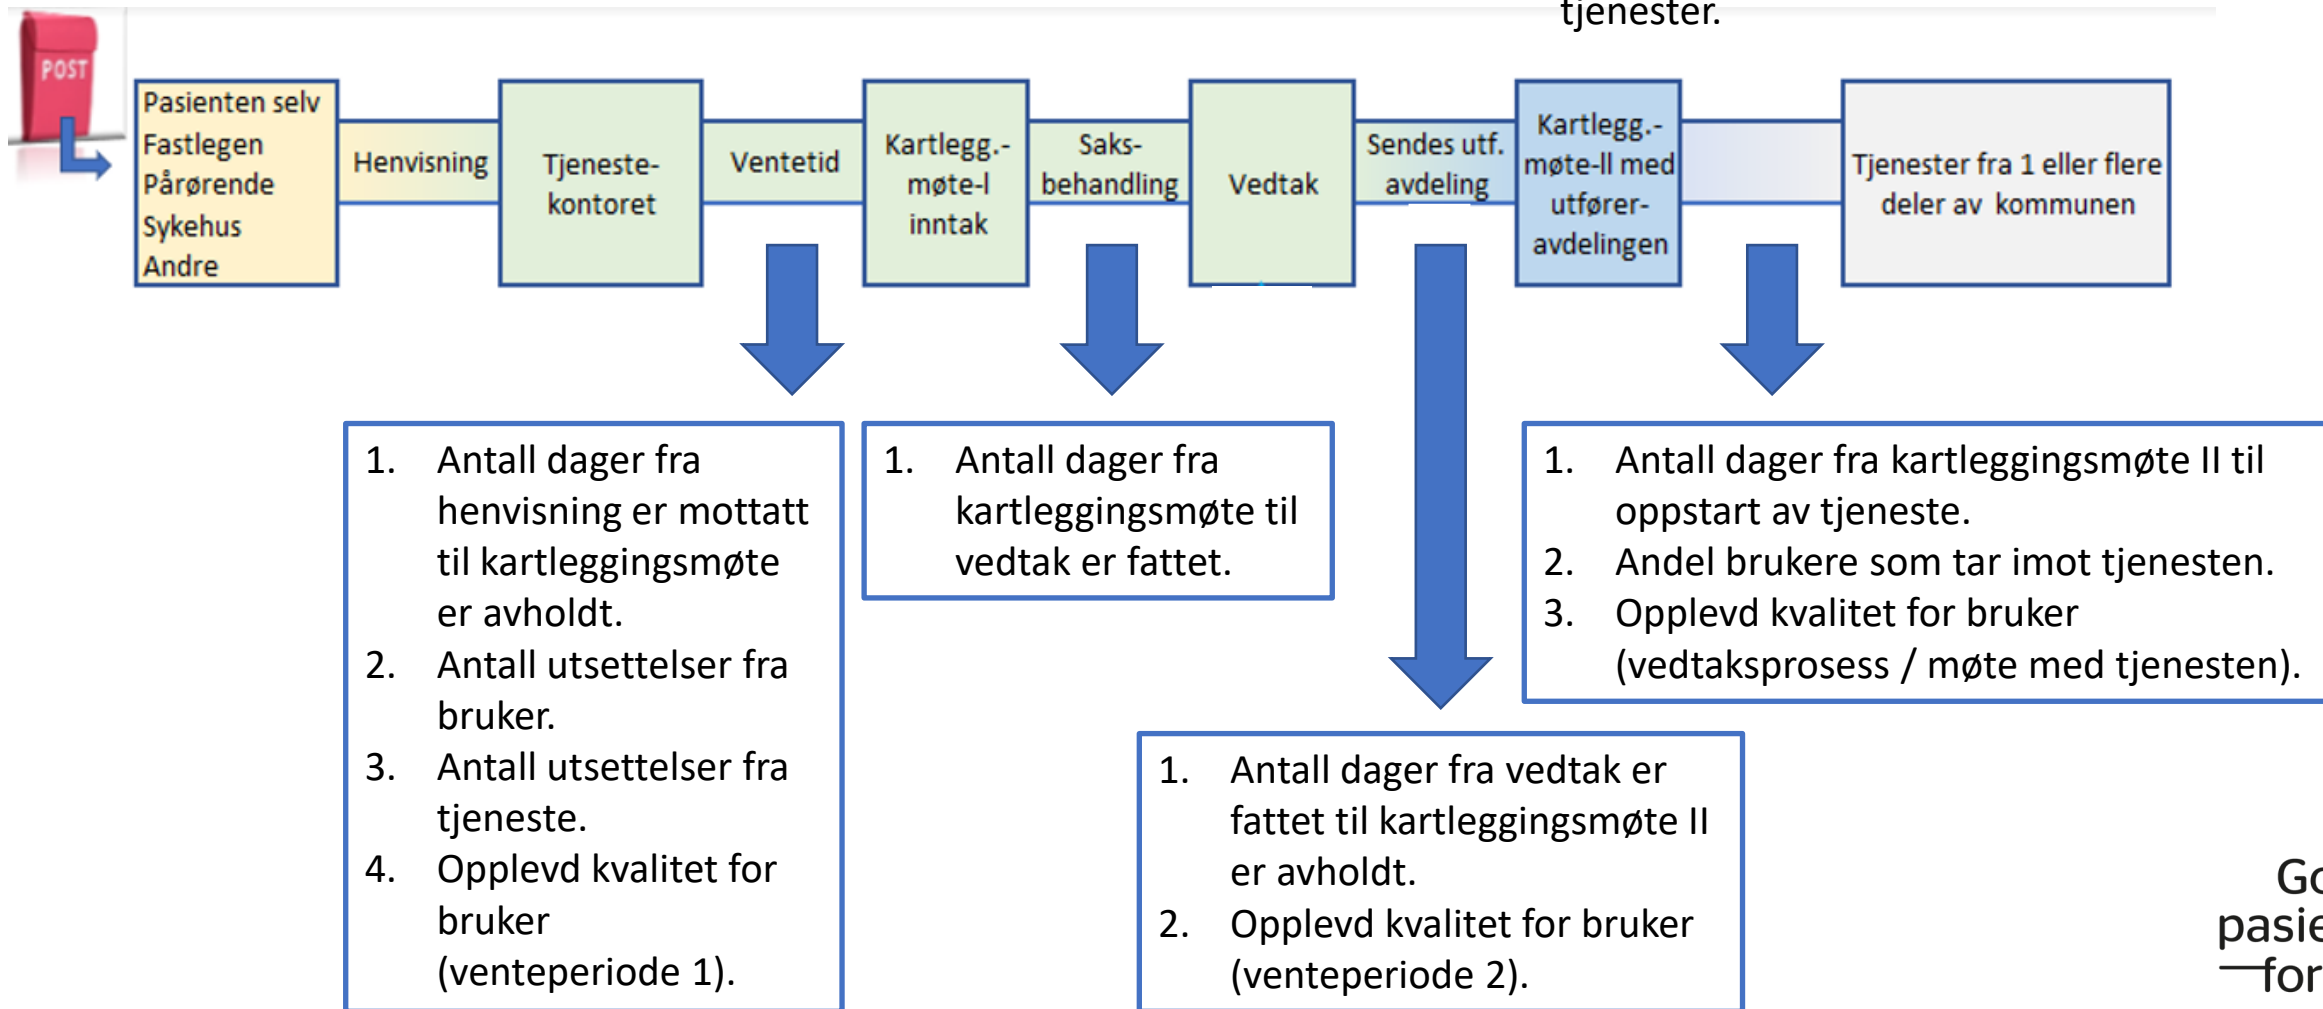 tjenester.
POST
Pasienten selv
Fastlegen
Pårørende
Sykehus
Andre
Henvisning
Tjeneste-
kontoret
Ventetid
Kartlegg.-
møte-I
inntak
Saks-
behandling
Vedtak
Sendes utf.
avdeling
Kartlegg.-
møte-II med
utfører-
avdelingen
Tjenester fra 1 eller flere
deler av kommunen
1. Antall dager fra
henvisning er mottatt
til kartleggingsmøte
er avholdt.
2. Antall utsettelser fra
bruker.
3. Antall utsettelser fra
tjeneste.
4. Opplevd kvalitet for
bruker
(venteperiode 1).
1. Antall dager fra
kartleggingsmøte til
vedtak er fattet.
1. Antall dager fra vedtak er
fattet til kartleggingsmøte II
er avholdt.
2. Opplevd kvalitet for bruker
(venteperiode 2).
1. Antall dager fra kartleggingsmøte II til
oppstart av tjeneste.
2. Andel brukere som tar imot tjenesten.
3. Opplevd kvalitet for bruker
(vedtaksprosess / møte med tjenesten).